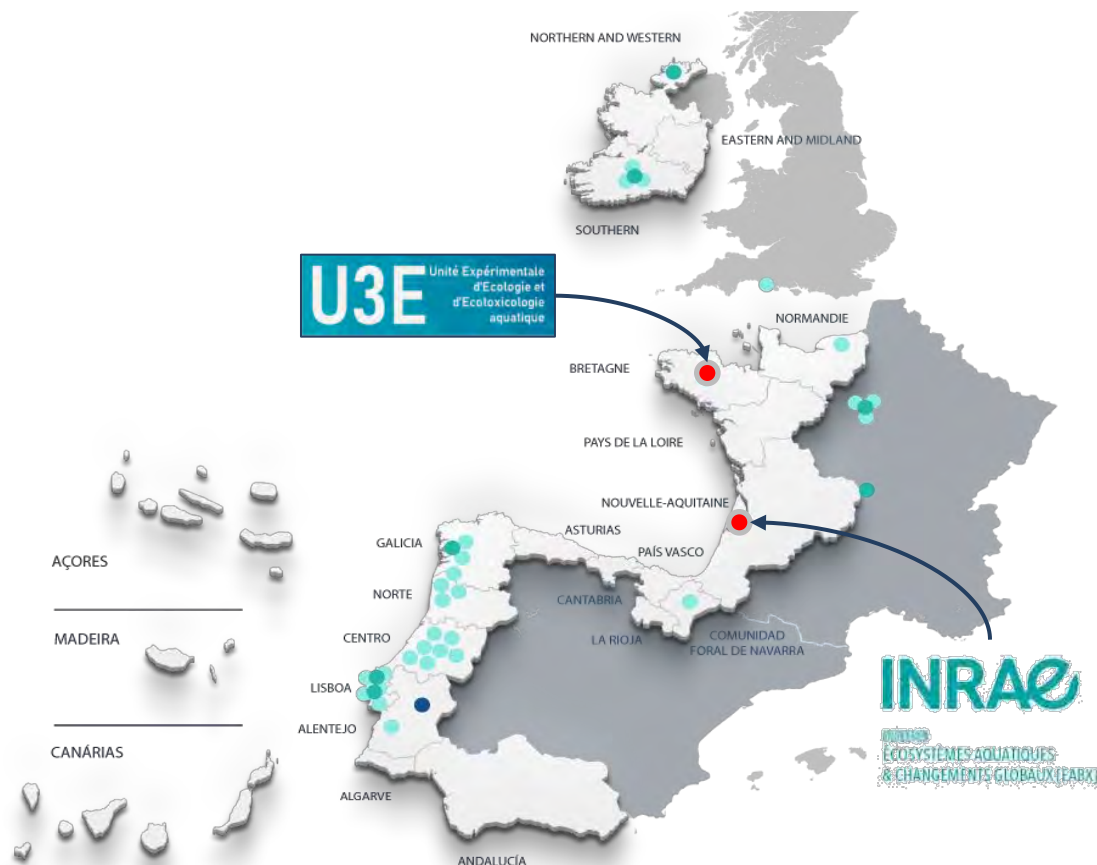 NORTHERN AND WESTERN
EASTERN AND MIDLAND
SOUTHERN
U3E
Unité Expérimentale
d'Ecologie et
d'Ecotoxicologie
aquatique
NORMANDIE
BRETAGNE
PAYS DE LA LOIRE
NOUVELLE-AQUITAINE
ASTURIAS
GALICIA
PAÍS VASCO
AÇORES
NORTE
CANTABRIA
MADEIRA
CENTRO
LA RIOJA
COMUNIDAD
FORAL DE NAVARRA
LISBOA
INRAE
ALENTEJO
ÉCOSYSTÈMES AQUATIQUES
& CHANGEMENTS GLOBAUX (EABX)
CANÁRIAS
ALGARVE
ANDALUCÍA